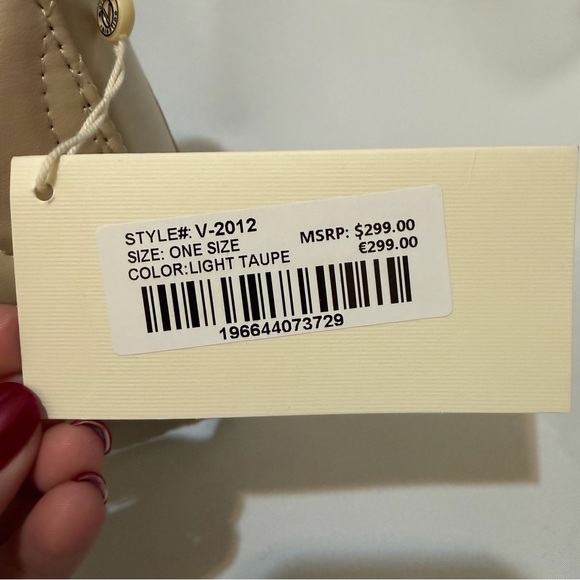 STYLE#: V-2012
SIZE: ONE SIZE
COLOR:LIGHT TAUPE
MSRP: $299.00
€299.00
196644073729